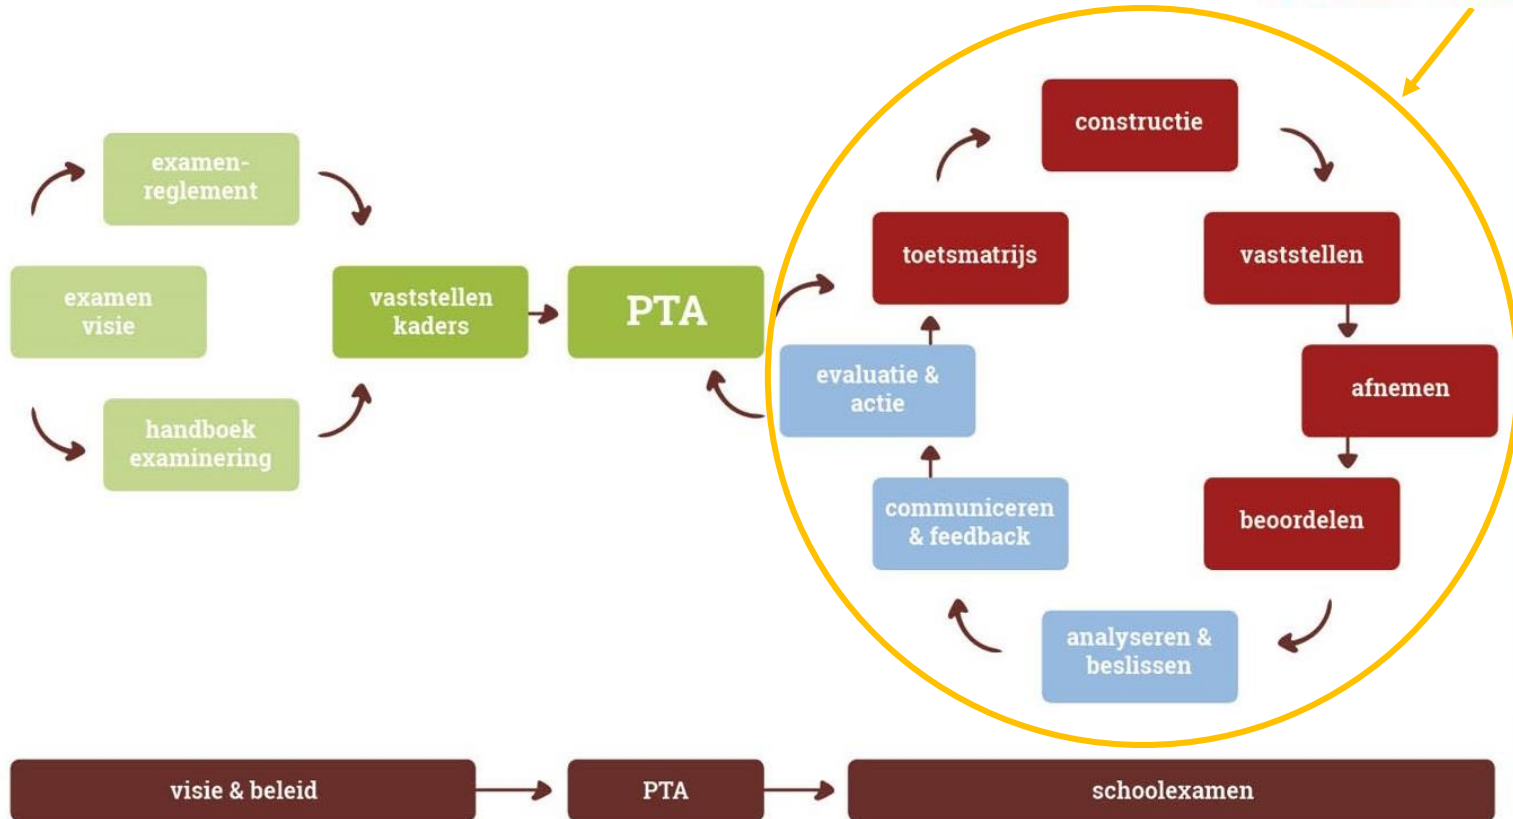 examen-
reglement
examen
visie
handboek
examinering
vaststellen
kaders
PTA
constructie
toetsmatrijs
vaststellen
evaluatie &
actie
afnemen
communiceren
& feedback
beoordelen
analyseren &
beslissen
visie & beleid
PTA
schoolexamen